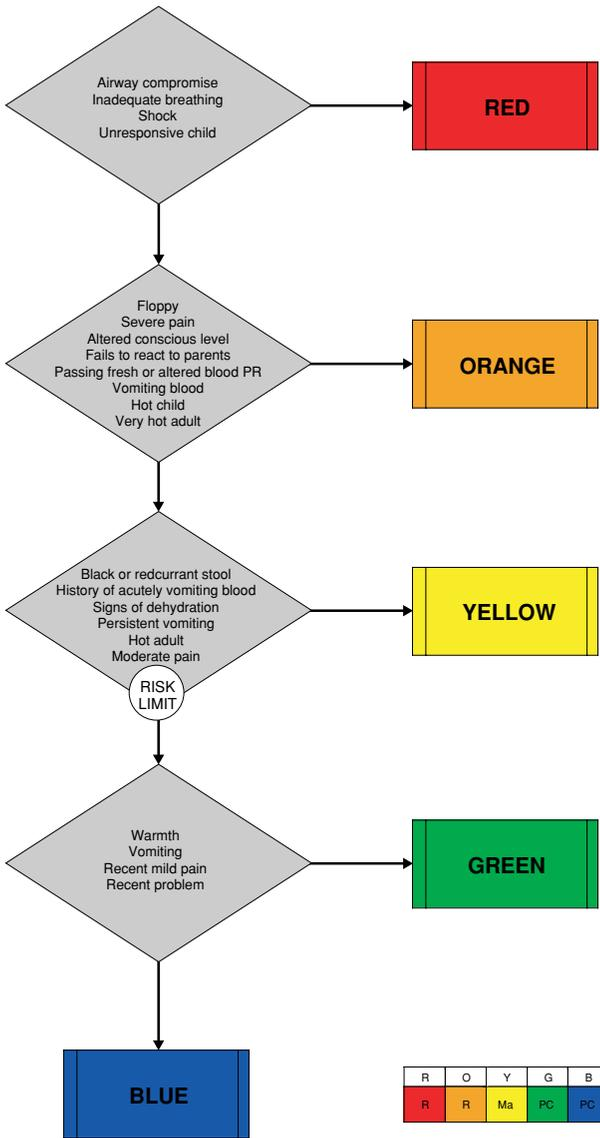 Airway compromise
Inadequate breathing
Shock
Unresponsive child
RED
Floppy
Severe pain
Altered conscious level
Fails to react to parents
Passing fresh or altered blood PR
Vomiting blood
Hot child
Very hot adult
ORANGE
Black or redcurrant stool
History of acutely vomiting blood
Signs of dehydration
Persistent vomiting
Hot adult
Moderate pain
YELLOW
RISK
LIMIT
Warmth
Vomiting
Recent mild pain
Recent problem
GREEN
BLUE
R O Y G B
R R Ma PC PC